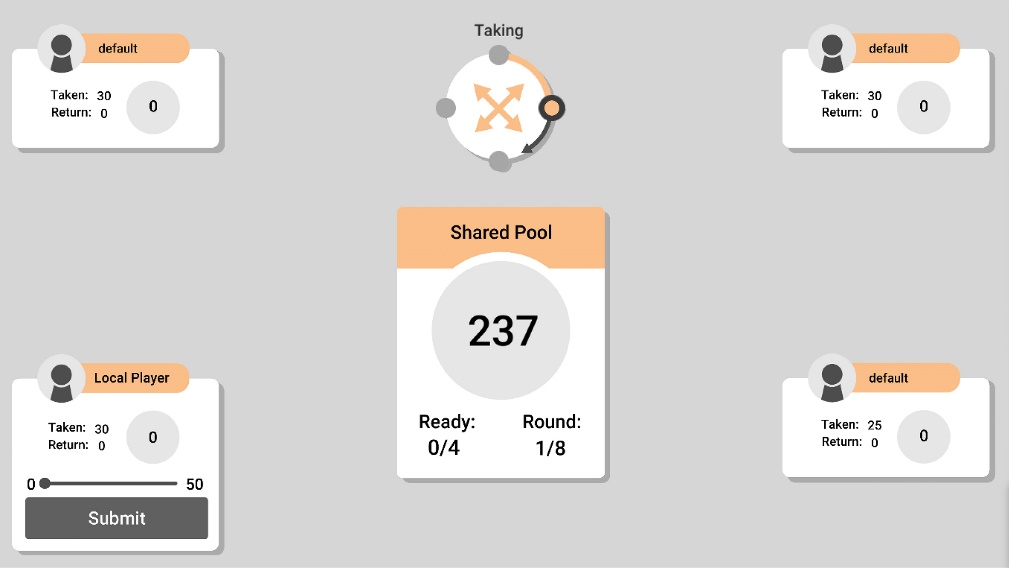 Taking
default
Taken: 30
Return: 0
0
default
Taken: 30
Return: 0
0
Shared Pool
237
Ready:
0/4
Round:
1/8
Local Player
Taken: 30
Return: 0
0
0 50
Submit
default
Taken: 25
Return: 0
0